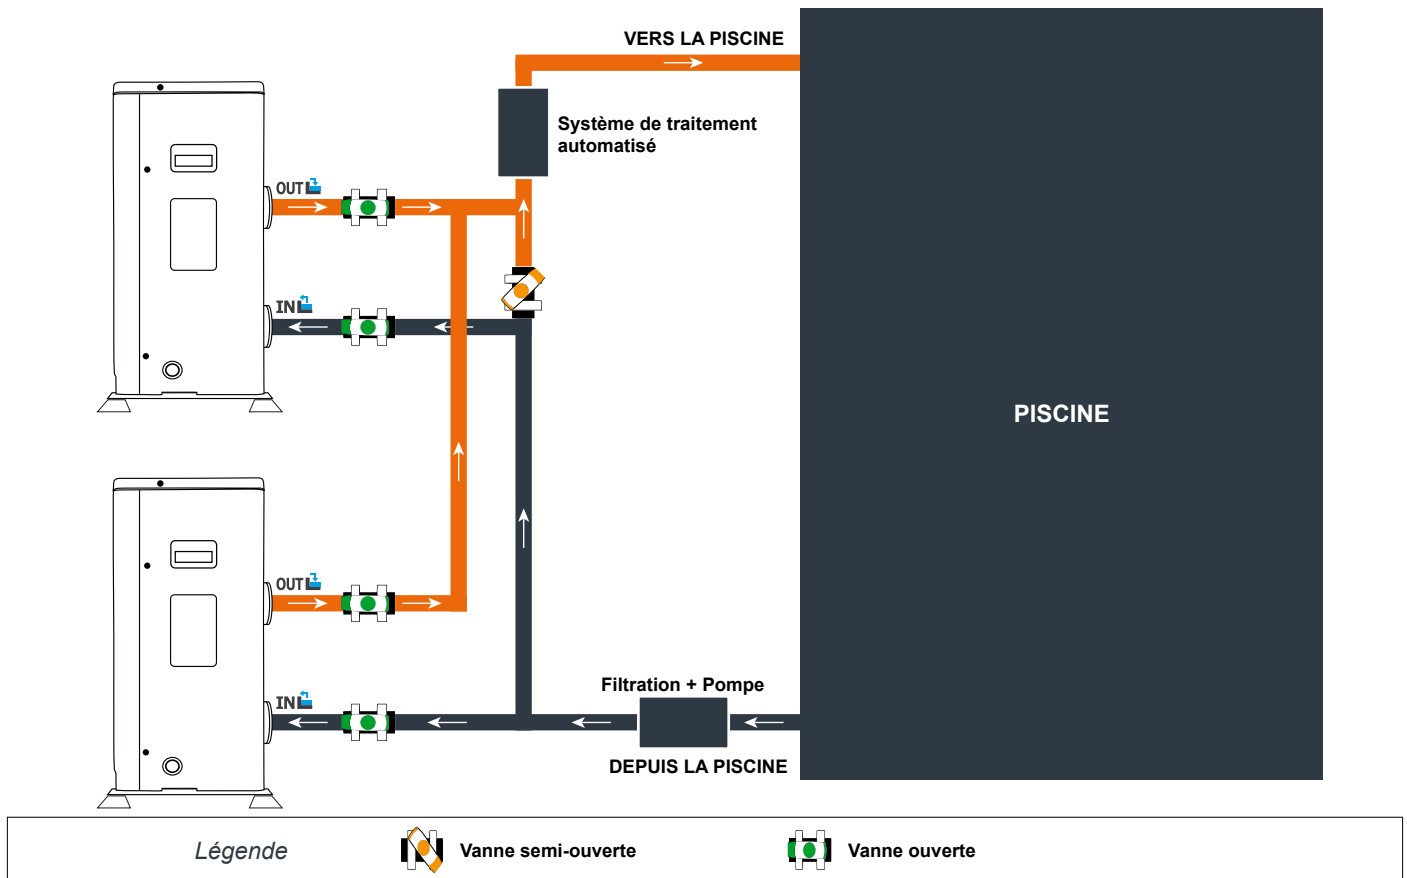 VERS LA PISCINE
Système de traitement
automatisé
OUT
IN
PISCINE
OUT
IN
Filtration + Pompe
DEPUIS LA PISCINE
Légende
Vanne semi-ouverte
Vanne ouverte